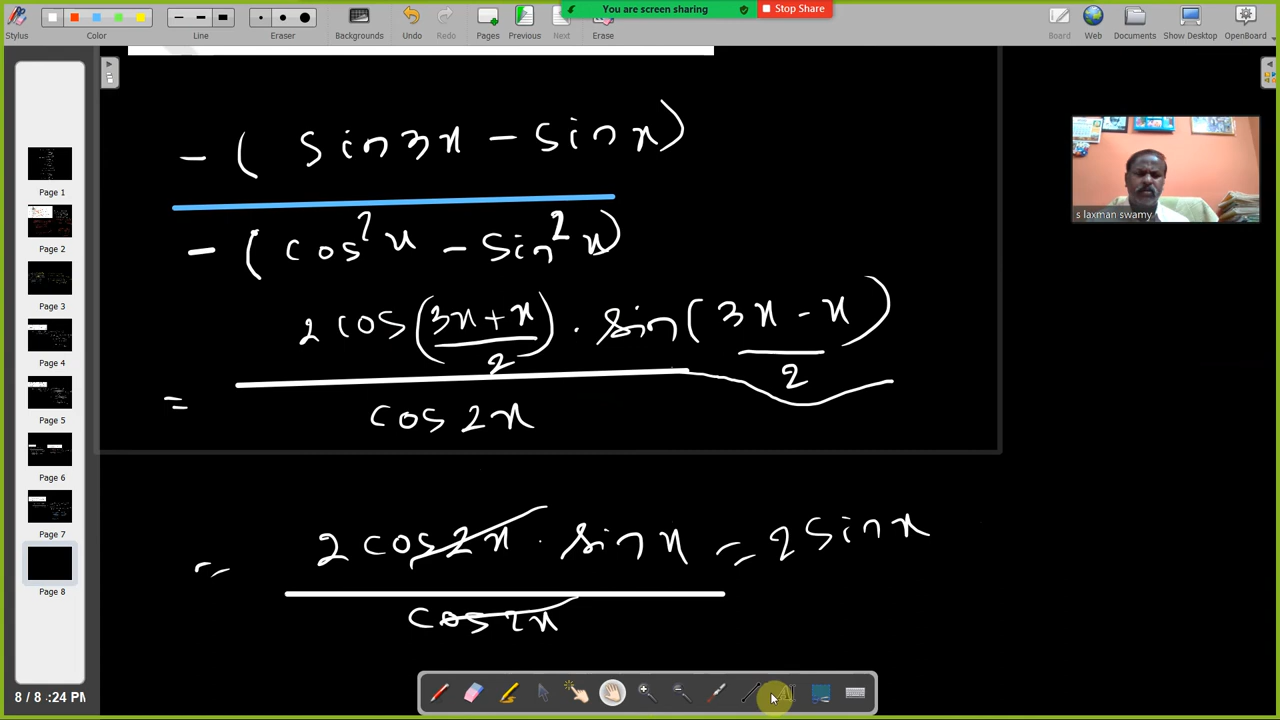 You are screen sharing Stop Share
Stylus Color Line Eraser Backgrounds Undo Redo Pages Previous Next Erase Board Web Documents Show Desktop OpenBoard
Page 1
Page 2
Page 3
Page 4
Page 5
Page 6
Page 7
Page 8
8 / 8 :24 PM
s laxman swamy
- ( sin3x - sinx)
- (cos²x - sin²x)
2cos(3x+x/2) . sin(3x-x/2)
=
cos2x
= 2cos2x . sinx = 2sinx
cos2x